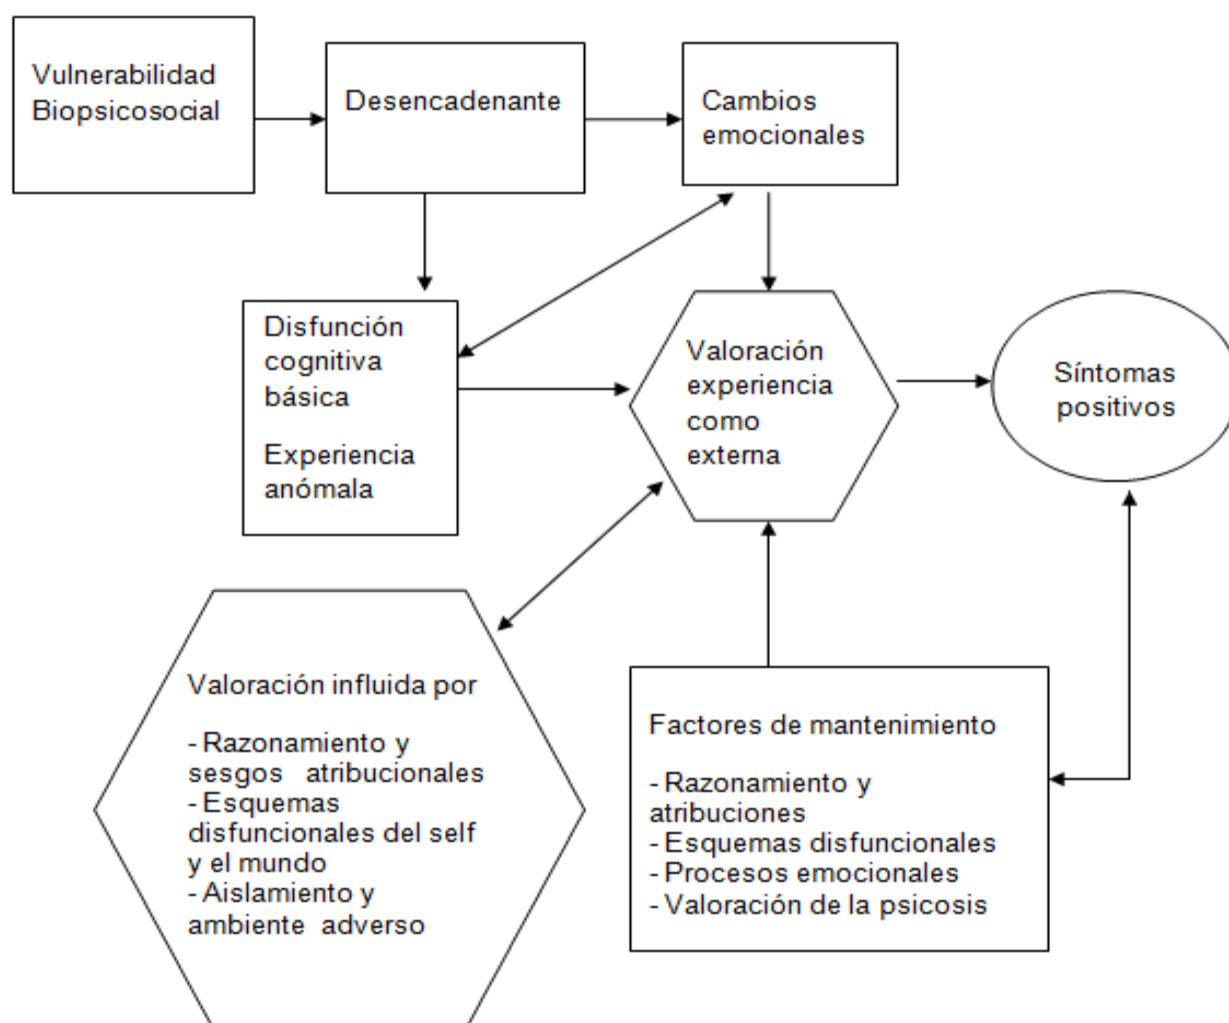 Vulnerabilidad
Biopsicosocial
Desencadenante
Cambios
emocionales
Disfunción
cognitiva
básica
Experiencia
anómala
Valoración
experiencia
como
externa
Síntomas
positivos
Valoración influida por
- Razonamiento y
sesgos atribucionales
- Esquemas
disfuncionales del self
y el mundo
- Aislamiento y
ambiente adverso
Factores de mantenimiento
- Razonamiento y
atribuciones
- Esquemas disfuncionales
- Procesos emocionales
- Valoración de la psicosis